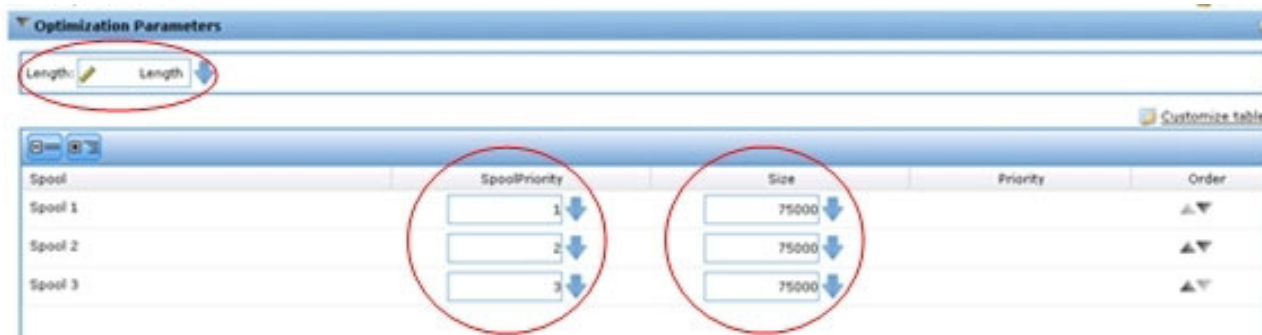 Optimization Parameters
Length: Length
Customize table
Spool SpoolPriority Size Priority Order
Spool 1 1 75000
Spool 2 2 75000
Spool 3 3 75000